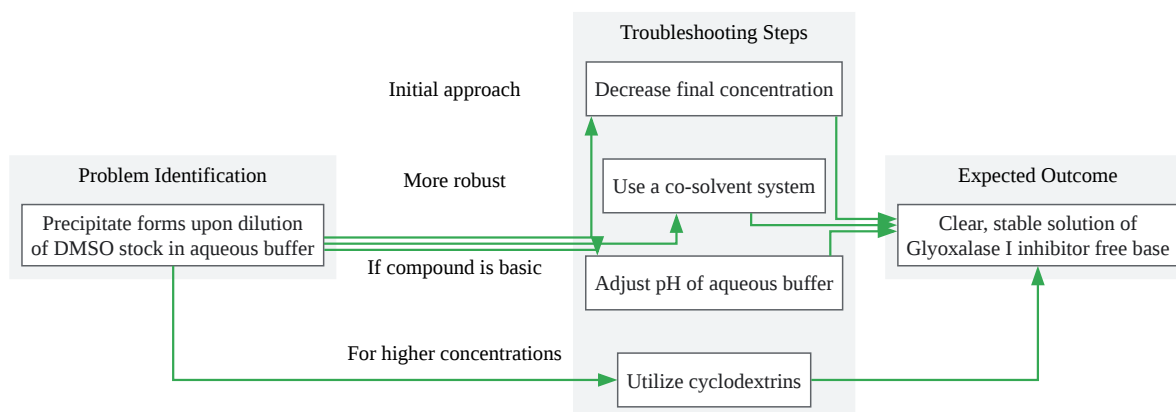 Troubleshooting Steps
Initial approach
Decrease final concentration
Problem Identification
More robust
Use a co-solvent system
Expected Outcome
Precipitate forms upon dilution
of DMSO stock in aqueous buffer
Clear, stable solution of
Glyoxalase I inhibitor free base
If compound is basic
Adjust pH of aqueous buffer
For higher concentrations
Utilize cyclodextrins